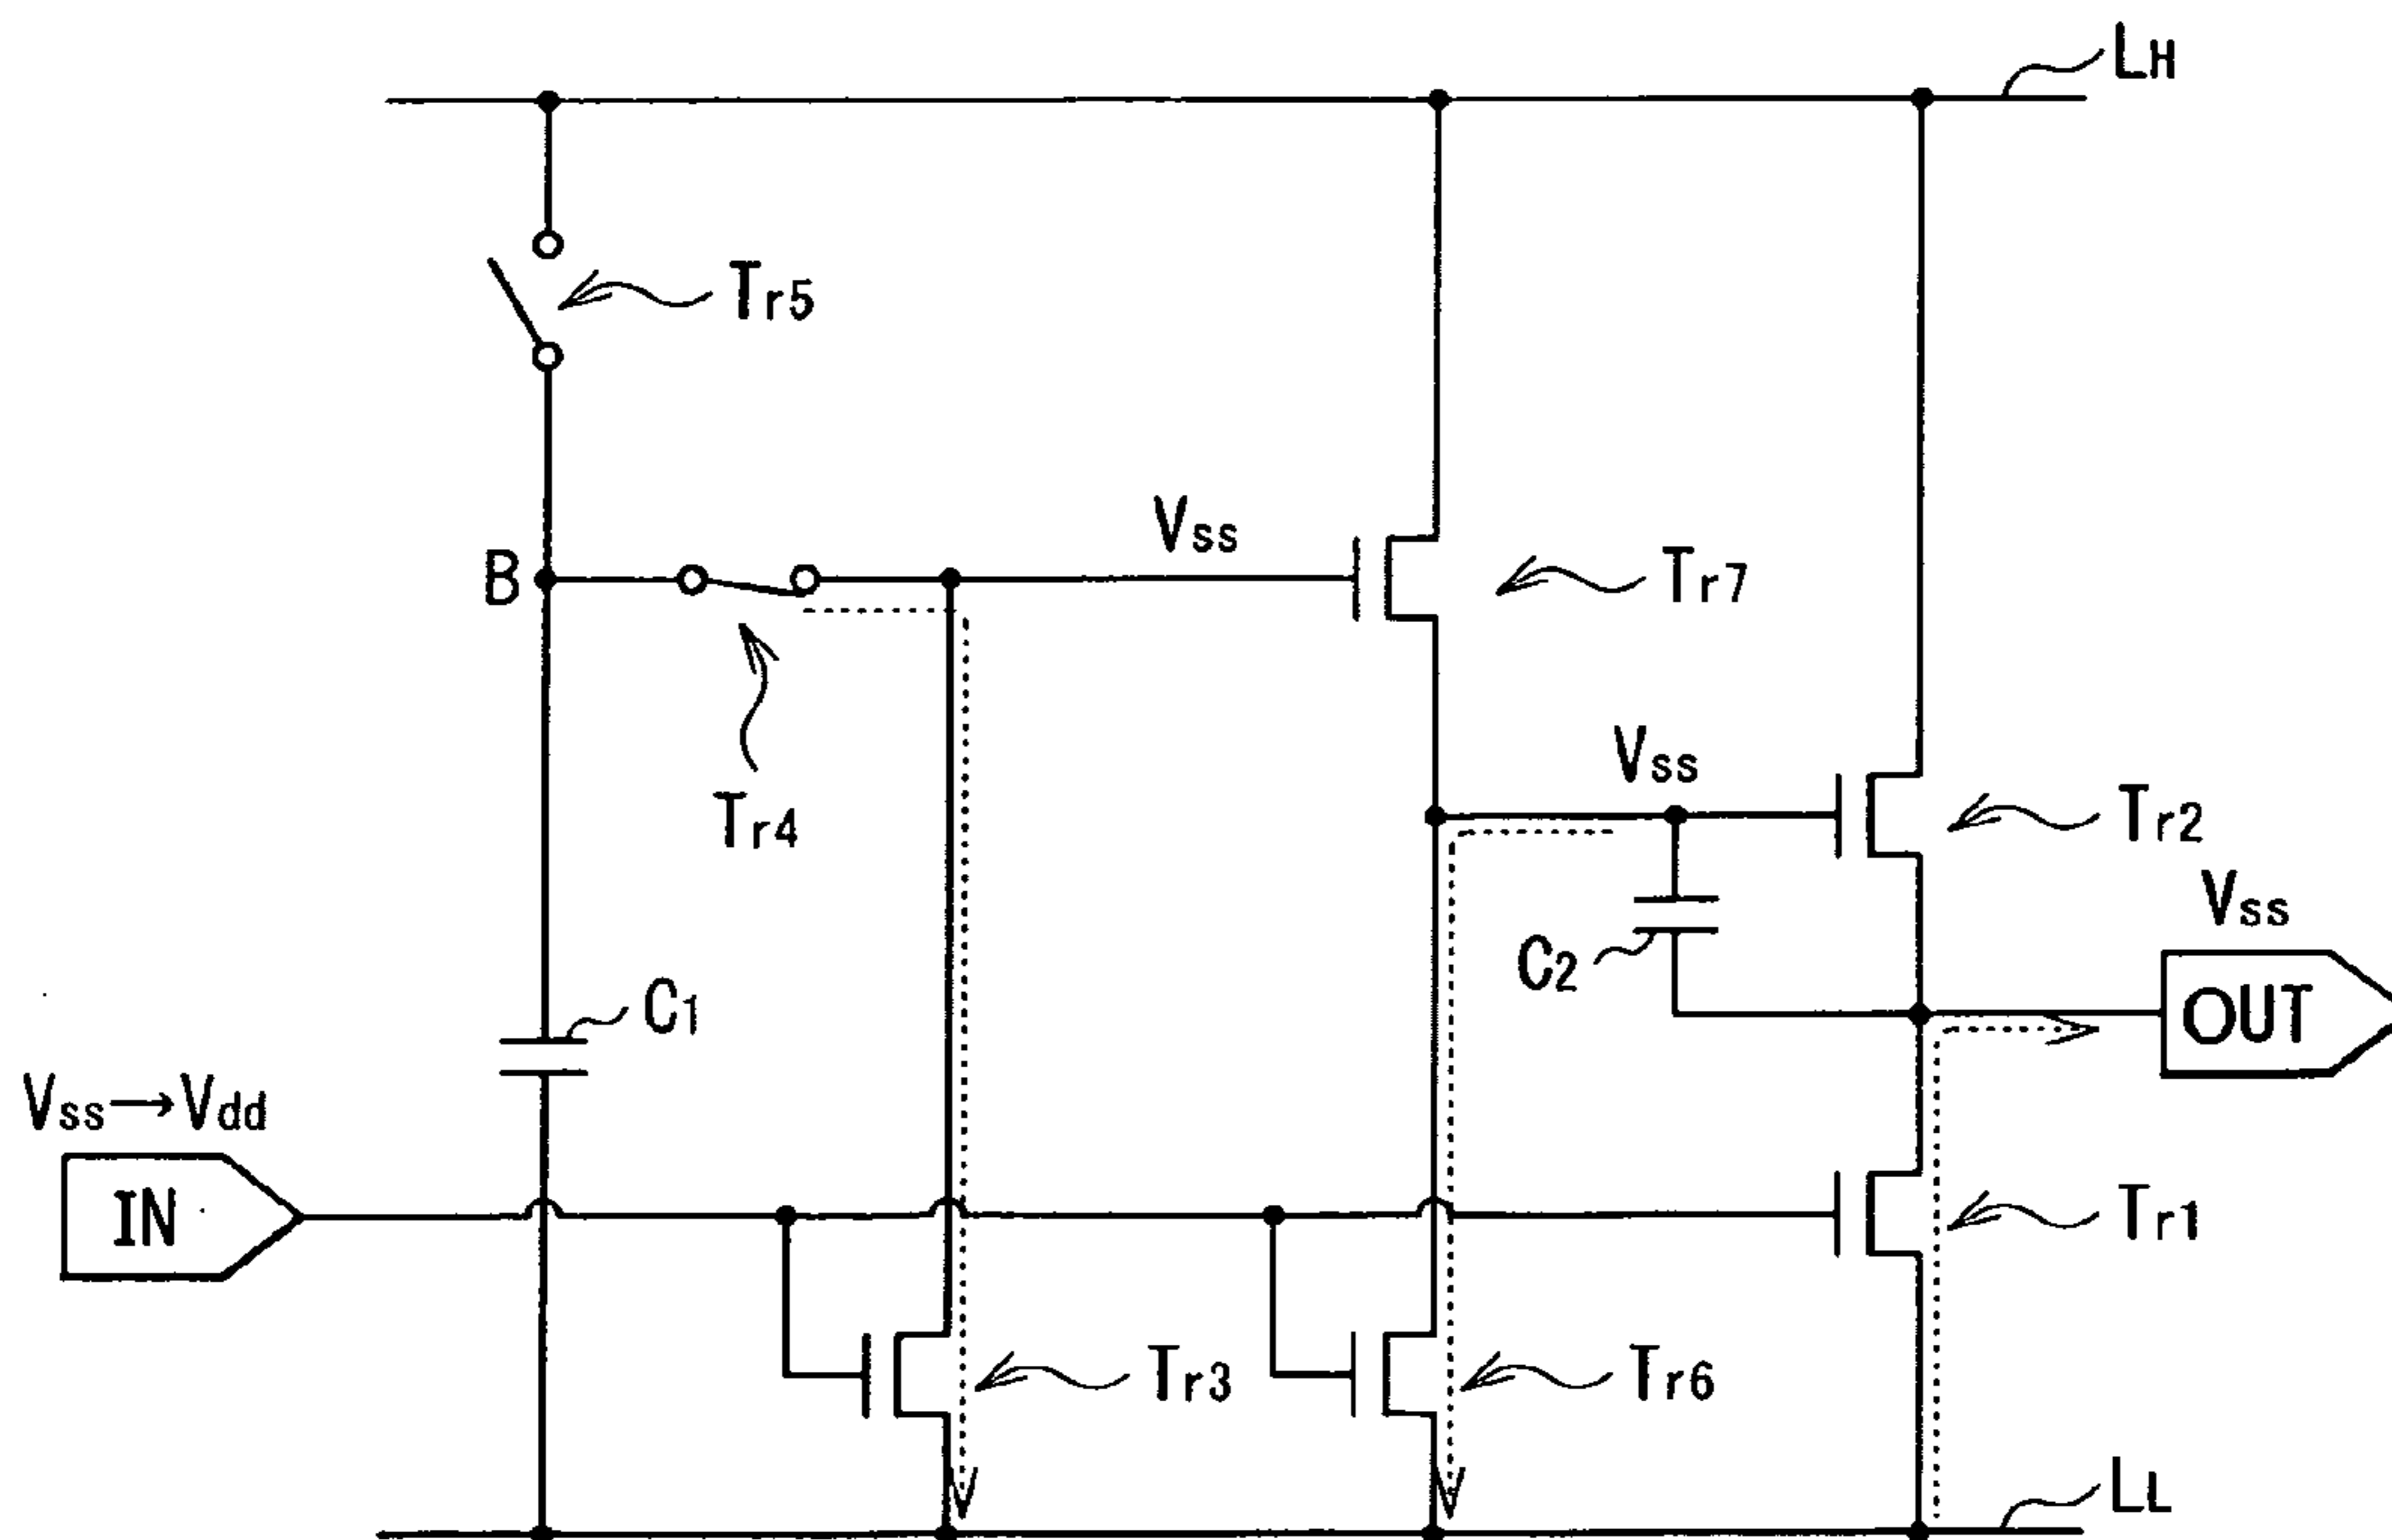 LH
Tr5
Vss
B
Tr7
Vss
Tr4
Tr2
Vss
C2
OUT
C1
Vss→Vdd
IN
Tr1
Tr3
Tr6
LL